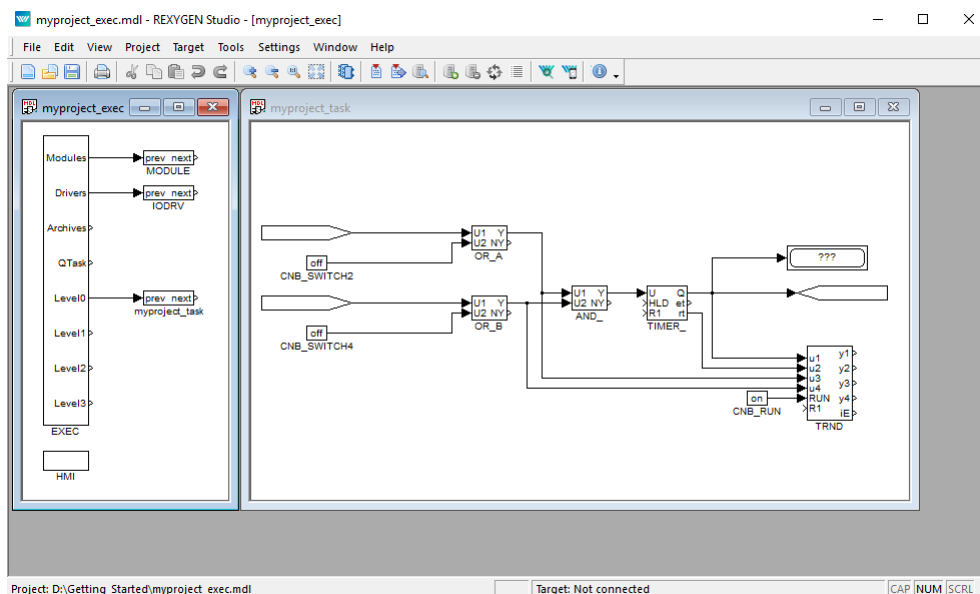 myproject_exec.mdl - REXYGEN Studio - [myproject_exec]
File Edit View Project Target Tools Settings Window Help
myproject_exec
Modules
prev next
MODULE
Drivers
prev next
IODRV
Archives
QTask
Level0
prev next
myproject_task
Level1
Level2
Level3
EXEC
HMI
myproject_task
U1 Y
U2 NY
OR_A
off
CNB_SWITCH2
U1 Y
U2 NY
OR_B
off
CNB_SWITCH4
U1 Y
U2 NY
AND_
U Q
HLD et
R1 rt
TIMER_
???
u1 y1
u2 y2
u3 y3
u4 y4
RUN iE
R1
TRND
on
CNB_RUN
Project: D:\Getting_Started\myproject_exec.mdl
Target: Not connected
CAP NUM SCRL